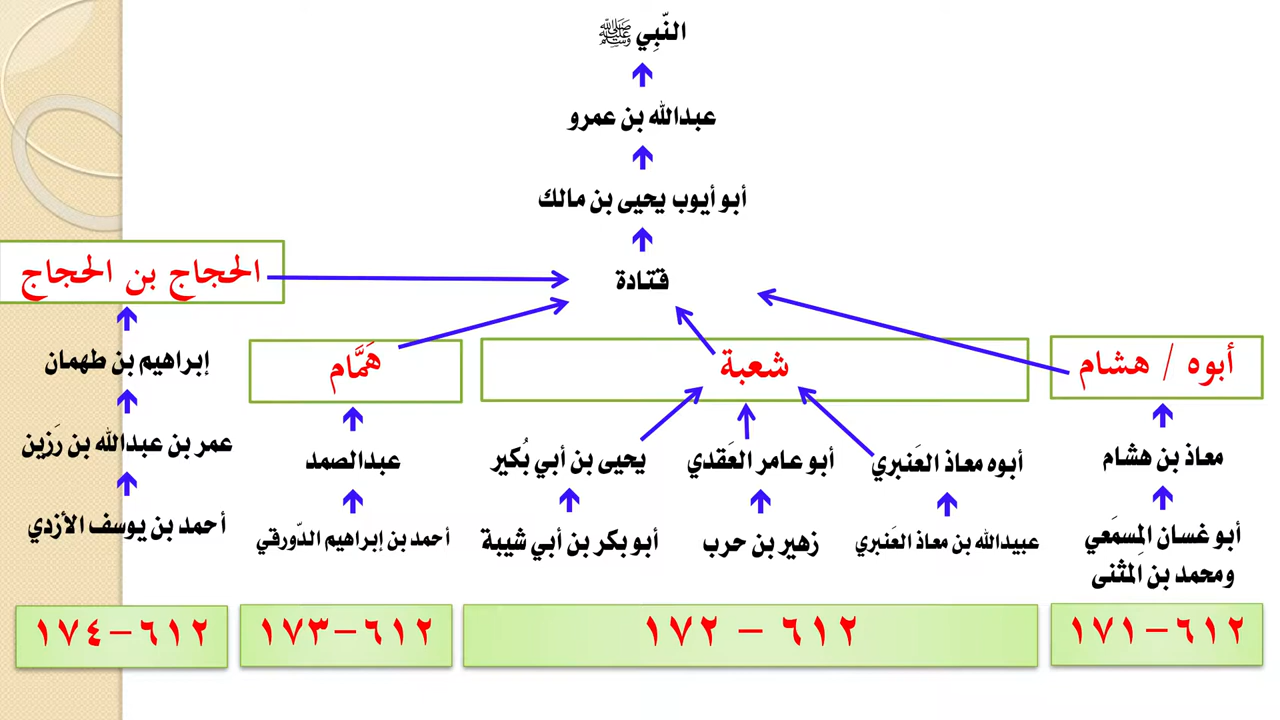 النّبِي ﷺ
عبدالله بن عمرو
أبو أيوب يحيى بن مالك
قتادة
الحجاج بن الحجاج
أبوه / هشام
شعبة
هَمَّام
إبراهيم بن طهمان
معاذ بن هشام
أبوه معاذ العَنبري
أبو عامر العَقدي
يحيى بن أبي بُكير
عبدالصمد
عمر بن عبدالله بن رَزِين
أبو غسان المِسمَعي
ومحمد بن المِثنى
عبيدالله بن معاذ العَنبري
زهير بن حرب
أبو بكر بن أبي شيبة
أحمد بن إبراهيم الدّورقي
أحمد بن يوسف الأزدي
٦١٢-١٧١
٦١٢ - ١٧٢
٦١٢-١٧٣
٦١٢-١٧٤